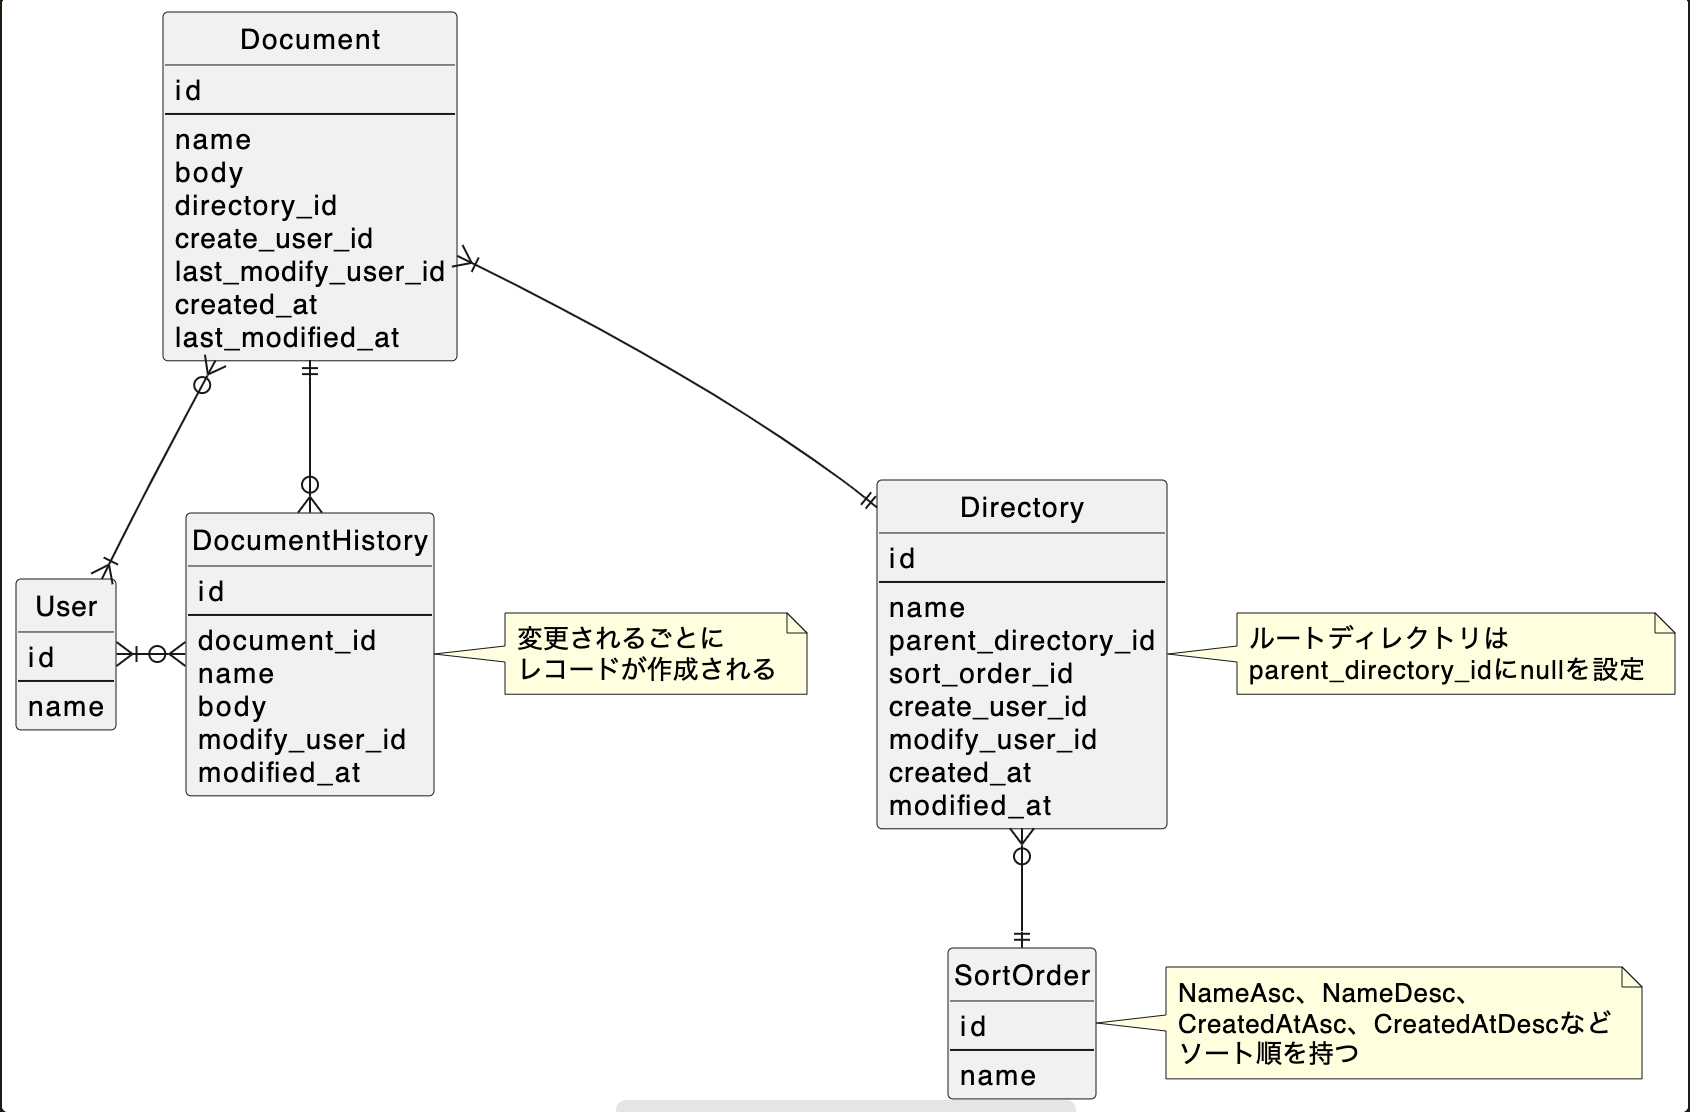 Document
id
name
body
directory_id
create_user_id
last_modify_user_id
created_at
last_modified_at
DocumentHistory
id
document_id
name
body
modify_user_id
modified_at
User
id
name
変更されるごとに
レコードが作成される
Directory
id
name
parent_directory_id
sort_order_id
create_user_id
modify_user_id
created_at
modified_at
ルートディレクトリは
parent_directory_idにnullを設定
SortOrder
id
name
NameAsc、NameDesc、
CreatedAtAsc、CreatedAtDescなど
ソート順を持つ